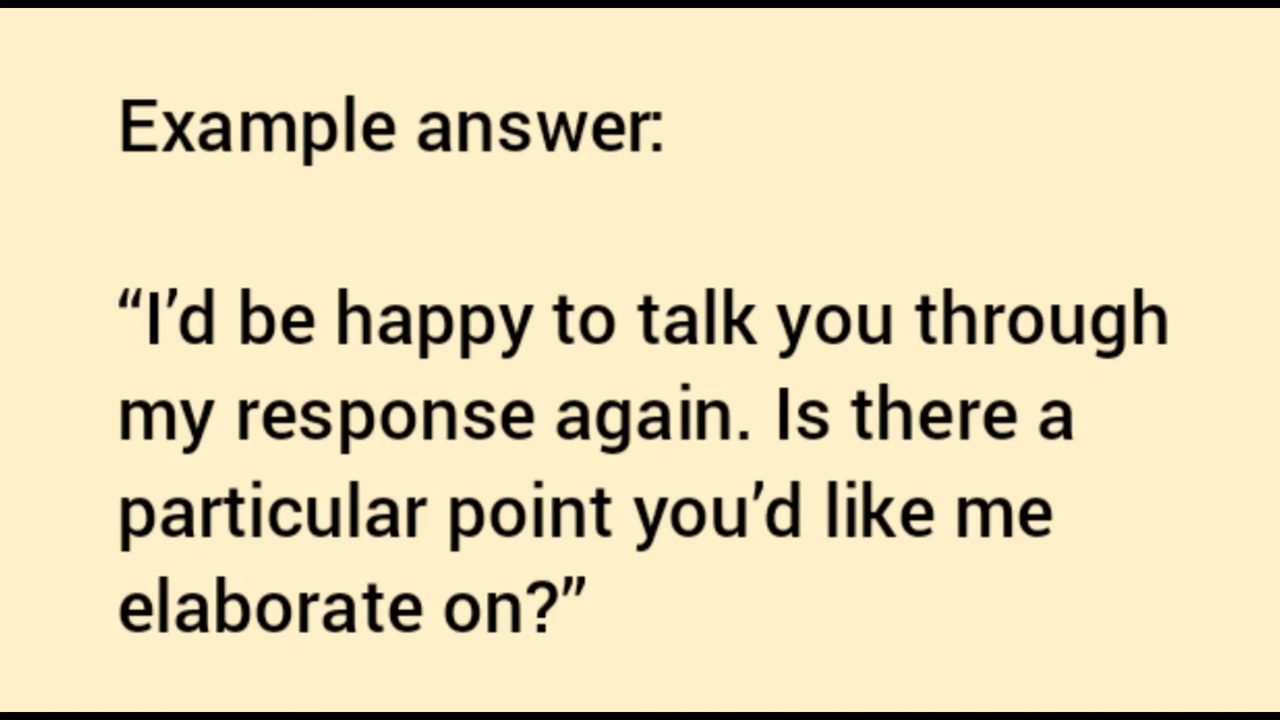 Example answer:
“I’d be happy to talk you through
my response again. Is there a
particular point you’d like me
elaborate on?”